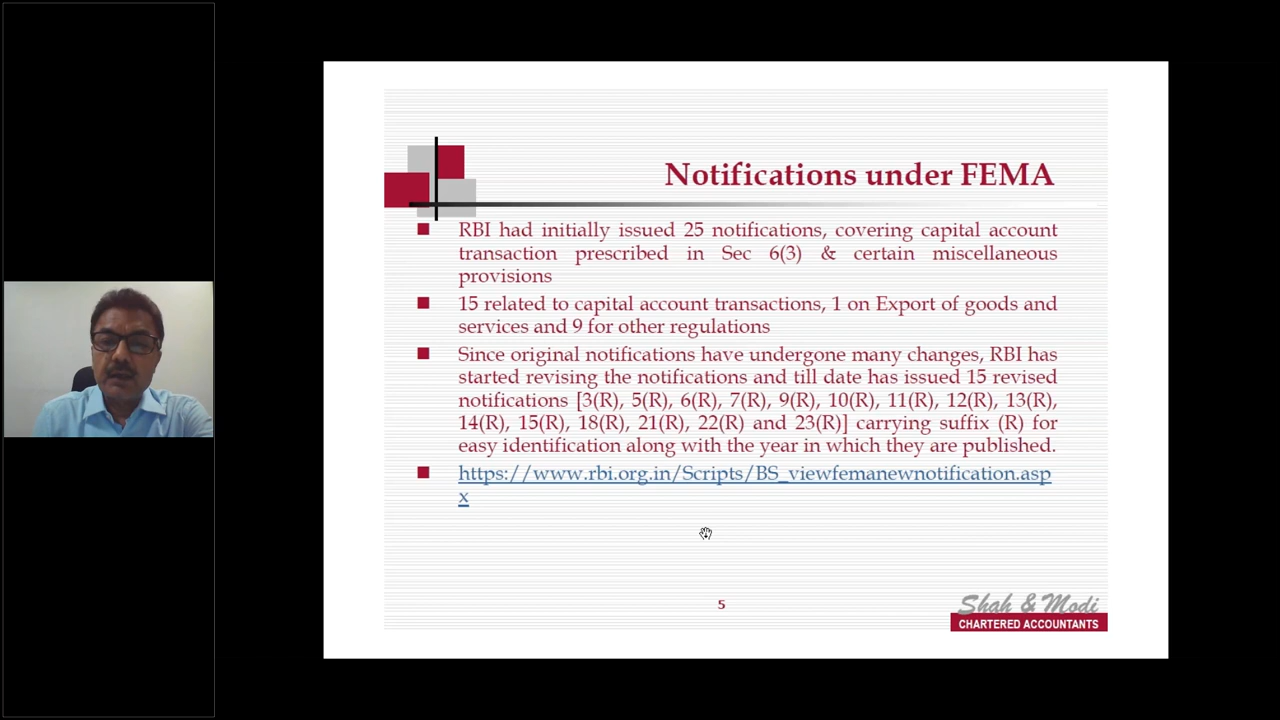 Notifications under FEMA
RBI had initially issued 25 notifications, covering capital account
transaction prescribed in Sec 6(3) & certain miscellaneous
provisions
15 related to capital account transactions, 1 on Export of goods and
services and 9 for other regulations
Since original notifications have undergone many changes, RBI has
started revising the notifications and till date has issued 15 revised
notifications [3(R), 5(R), 6(R), 7(R), 9(R), 10(R), 11(R), 12(R), 13(R),
14(R), 15(R), 18(R), 21(R), 22(R) and 23(R)] carrying suffix (R) for
easy identification along with the year in which they are published.
https://www.rbi.org.in/Scripts/BS_viewfemanewnotification.asp
x
5
Shah & Modi
CHARTERED ACCOUNTANTS